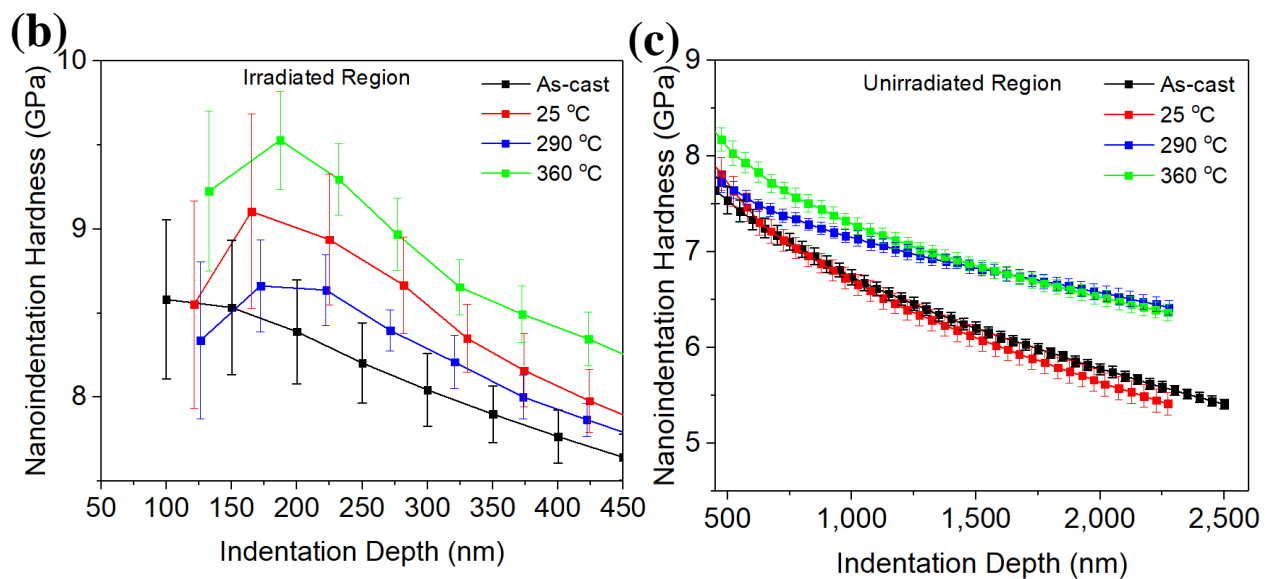 (b)
Nanoindentation Hardness (GPa)
10
9
8
Irradiated Region
As-cast
25 °C
290 °C
360 °C
50 100 150 200 250 300 350 400 450
Indentation Depth (nm)
(c)
Nanoindentation Hardness (GPa)
9
8
7
6
5
Unirradiated Region
As-cast
25 °C
290 °C
360 °C
500 1,000 1,500 2,000 2,500
Indentation Depth (nm)